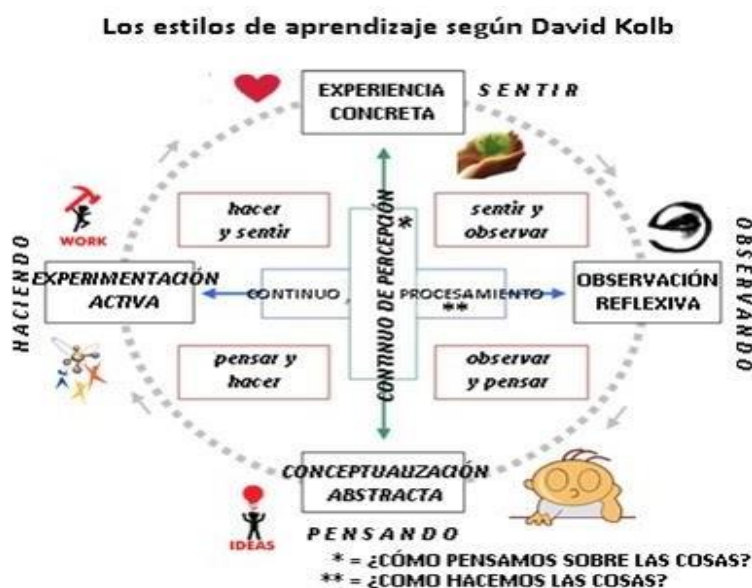 Los estilos de aprendizaje según David Kolb
EXPERIENCIA
CONCRETA
SENTIR
hacer
y sentir
sentir y
observar
WORK
HACIENDO
EXPERIMENTACIÓN
ACTIVA
CONTINUO
CONTINUO DE PERCEPCIÓN *
PROCESAMIENTO
**
OBSERVACIÓN
REFLEXIVA
OBSERVANDO
pensar y
hacer
observar
y pensar
CONCEPTUALIZACIÓN
ABSTRACTA
IDEAS
PENSANDO
* = ¿CÓMO PENSAMOS SOBRE LAS COSAS?
** = ¿COMO HACEMOS LAS COSAS?